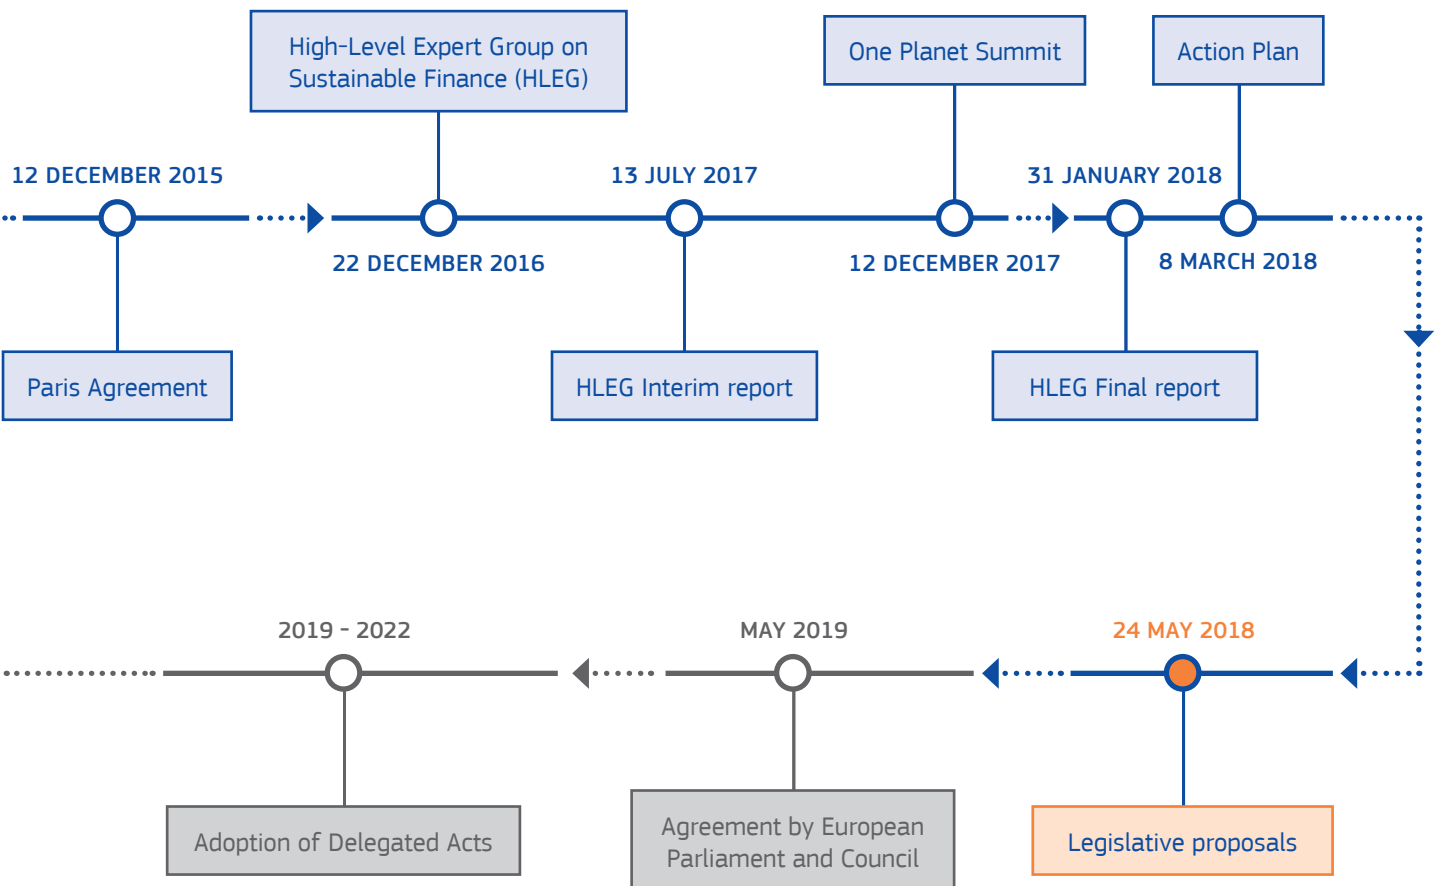 High-Level Expert Group on
Sustainable Finance (HLEG)
One Planet Summit
Action Plan
12 DECEMBER 2015
13 JULY 2017
31 JANUARY 2018
22 DECEMBER 2016
12 DECEMBER 2017
8 MARCH 2018
Paris Agreement
HLEG Interim report
HLEG Final report
2019 - 2022
MAY 2019
24 MAY 2018
Adoption of Delegated Acts
Agreement by European
Parliament and Council
Legislative proposals